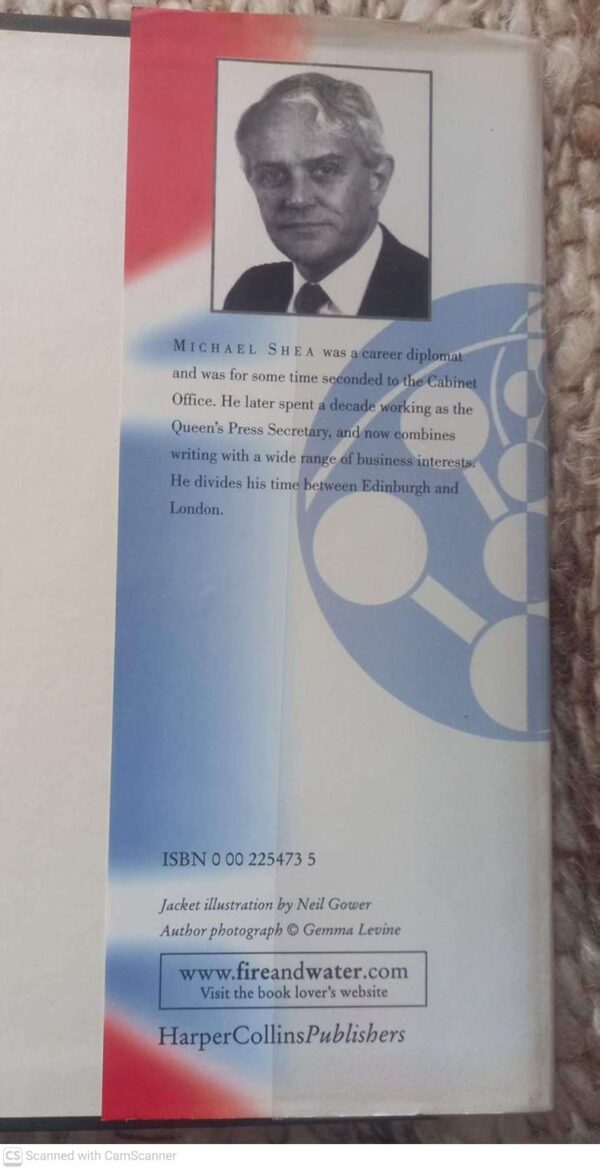 MICHAEL SHEA was a career diplomat
and was for some time seconded to the Cabinet
Office. He later spent a decade working as the
Queen's Press Secretary, and now combines
writing with a wide range of business interests.
He divides his time between Edinburgh and
London.
ISBN 0 00 225473 5
Jacket illustration by Neil Gower
Author photograph © Gemma Levine
www.fireandwater.com
Visit the book lover's website
HarperCollinsPublishers
CS Scanned with CamScanner